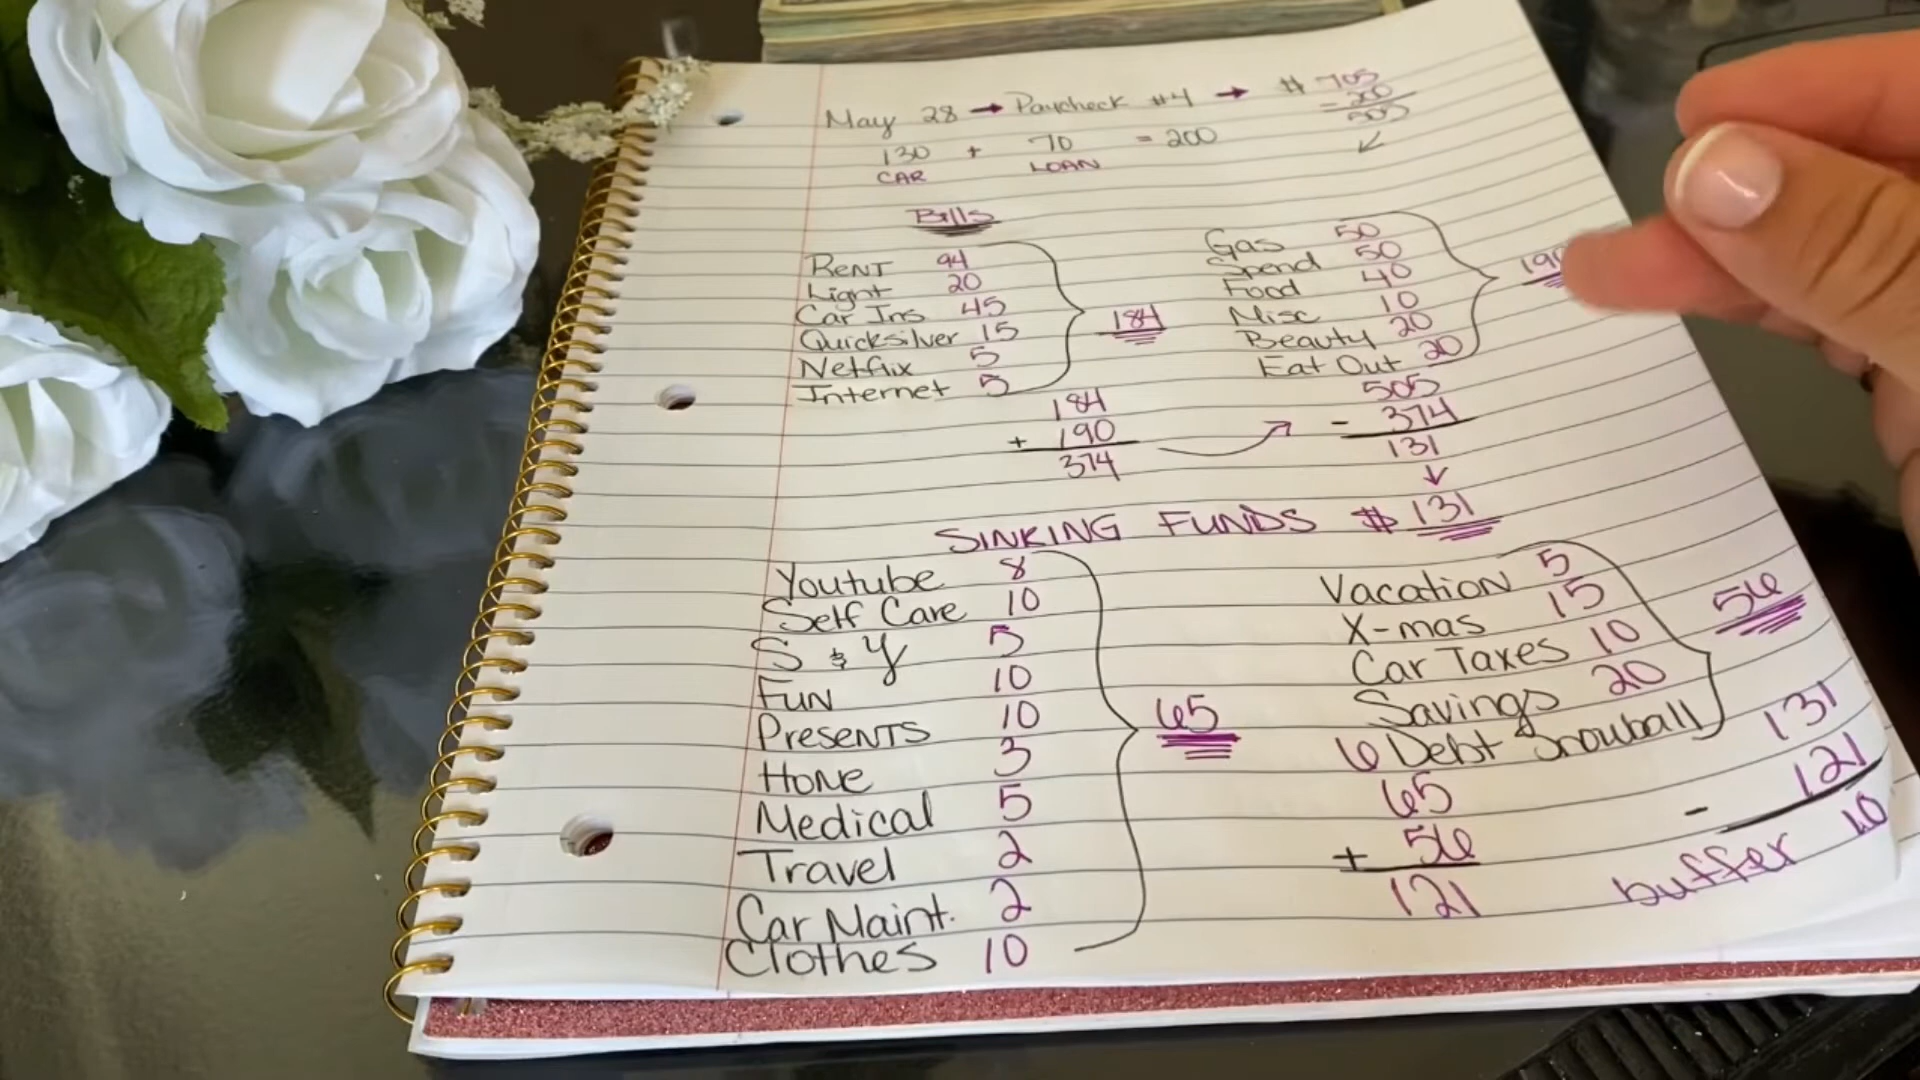 May 28 → Paycheck #4 → $ 705
- 200
505
130 + 70 = 200
CAR LOAN
Bills
RENT 94
Light 20
Car Ins 45
Quicksilver 15
Netflix 5
Internet 5
184
Gas 50
Spend 50
Food 40
Misc 10
Beauty 20
Eat Out 20
190
184
+ 190
374
505
- 374
131
SINKING FUNDS $ 131
Youtube 8
Self Care 10
S & Y 5
FUN 10
PRESENTS 10
HOME 3
Medical 5
Travel 2
Car Maint. 2
Clothes 10
65
Vacation 5
X-mas 15
Car Taxes 10
Savings 20
6 Debt Snowball
56
65
+ 56
121
131
- 121
buffer 10